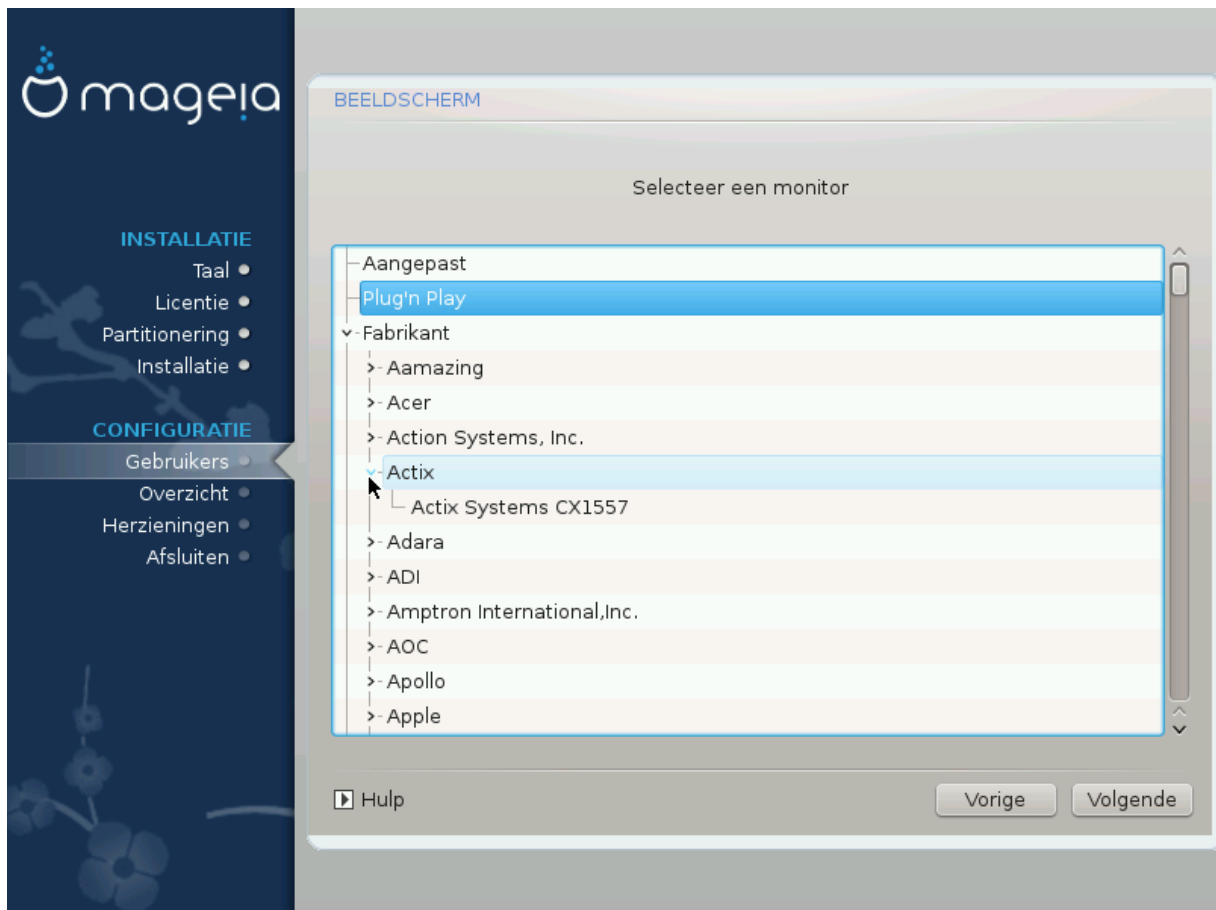 mageia
INSTALLATIE
Taal
Licentie
Partitionering
Installatie
CONFIGURATIE
Gebruikers
Overzicht
Herzieningen
Afsluiten
BEELDSCHERM
Selecteer een monitor
Aangepast
Plug'n Play
Fabrikant
Aamazing
Acer
Action Systems, Inc.
Actix
Actix Systems CX1557
Adara
ADI
Amptron International,Inc.
AOC
Apollo
Apple
Hulp
Vorige
Volgende